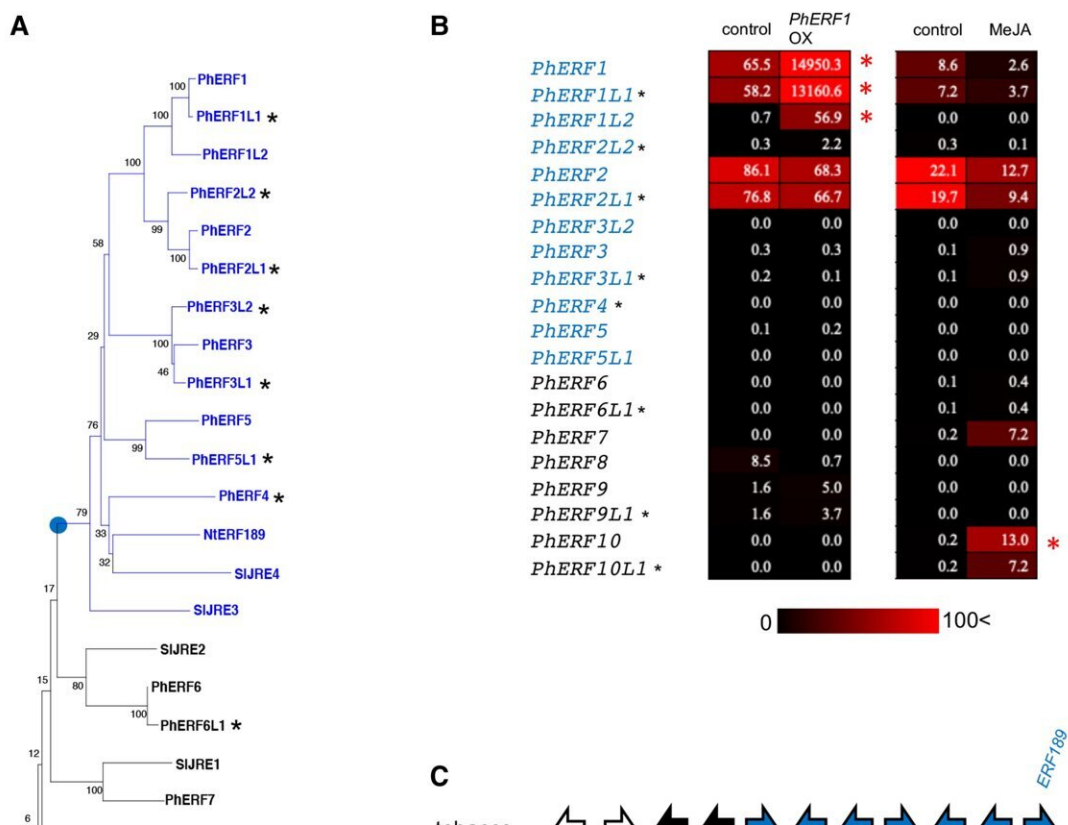 A
100
PhERF1
100
PhERF1L1 *
PhERF1L2
100
PhERF2L2 *
99
PhERF2
100
PhERF2L1 *
58
PhERF3L2 *
100
PhERF3
46
PhERF3L1 *
29
PhERF5
99
PhERF5L1 *
76
PhERF4 *
79
33
NtERF189
32
SlJRE4
SlJRE3
17
SlJRE2
80
PhERF6
100
PhERF6L1 *
15
SlJRE1
12
100
PhERF7
6
B
control PhERF1 OX control MeJA
PhERF1 65.5 14950.3 * 8.6 2.6
PhERF1L1 * 58.2 13160.6 * 7.2 3.7
PhERF1L2 0.7 56.9 * 0.0 0.0
PhERF2L2 * 0.3 2.2 0.3 0.1
PhERF2 86.1 68.3 22.1 12.7
PhERF2L1 * 76.8 66.7 19.7 9.4
PhERF3L2 0.0 0.0 0.0 0.0
PhERF3 0.3 0.3 0.1 0.9
PhERF3L1 * 0.2 0.1 0.1 0.9
PhERF4 * 0.0 0.0 0.0 0.0
PhERF5 0.1 0.2 0.0 0.0
PhERF5L1 0.0 0.0 0.0 0.0
PhERF6 0.0 0.0 0.1 0.4
PhERF6L1 * 0.0 0.0 0.1 0.4
PhERF7 0.0 0.0 0.2 7.2
PhERF8 8.5 0.7 0.0 0.0
PhERF9 1.6 5.0 0.0 0.0
PhERF9L1 * 1.6 3.7 0.0 0.0
PhERF10 0.0 0.0 0.2 13.0 *
PhERF10L1 * 0.0 0.0 0.2 7.2
0 100<
C
ERF189